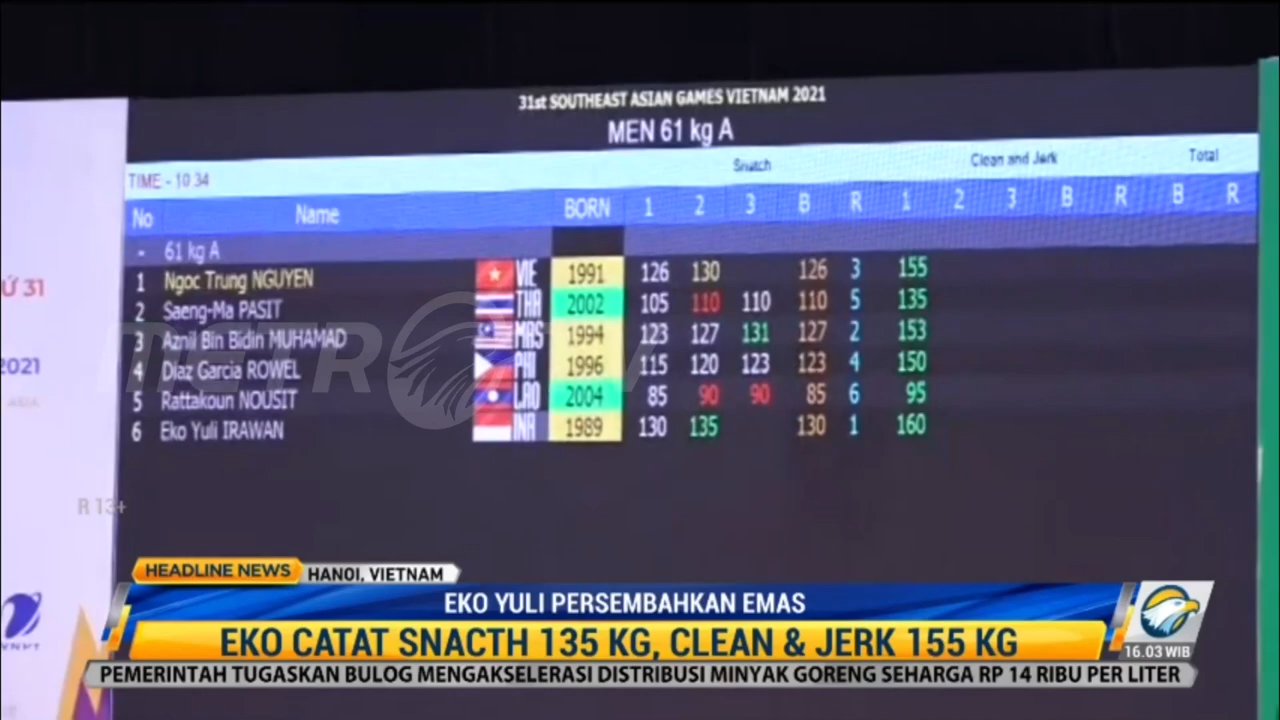 31st SOUTHEAST ASIAN GAMES VIETNAM 2021
MEN 61 kg A
Snatch Clean and Jerk Total
TIME - 10 34
No Name BORN 1 2 3 B R 1 2 3 B R B R
- 61 kg A
1 Ngoc Trung NGUYEN VIE 1991 126 130 126 3 155
2 Saeng-Ma PASIT THA 2002 105 110 110 110 5 135
3 Aznil Bin Bidin MUHAMAD MAS 1994 123 127 131 127 2 153
4 Diaz Garcia ROWEL PHI 1996 115 120 123 123 4 150
5 Rattakoun NOUSIT LAO 2004 85 90 90 85 6 95
6 Eko Yuli IRAWAN INA 1989 130 135 130 1 160
Ứ 31
2021
ASIA
R 13+
HEADLINE NEWS
HANOI, VIETNAM
EKO YULI PERSEMBAHKAN EMAS
EKO CATAT SNACTH 135 KG, CLEAN & JERK 155 KG
16.03 WIB
PEMERINTAH TUGASKAN BULOG MENGAKSELERASI DISTRIBUSI MINYAK GORENG SEHARGA RP 14 RIBU PER LITER